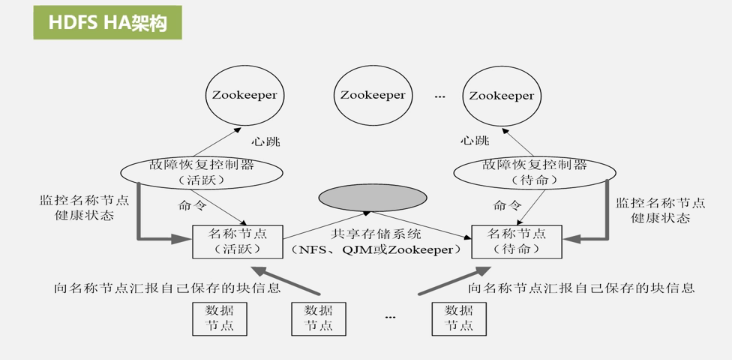 HDFS HA架构
Zookeeper
Zookeeper
...
Zookeeper
心跳
心跳
故障恢复控制器
（活跃）
故障恢复控制器
（待命）
监控名称节点
健康状态
命令
命令
监控名称节点
健康状态
名称节点
（活跃）
共享存储系统
（NFS、QJM或Zookeeper）
名称节点
（待命）
向名称节点汇报自己保存的块信息
向名称节点汇报自己保存的块信息
数据
节点
数据
节点
...
数据
节点